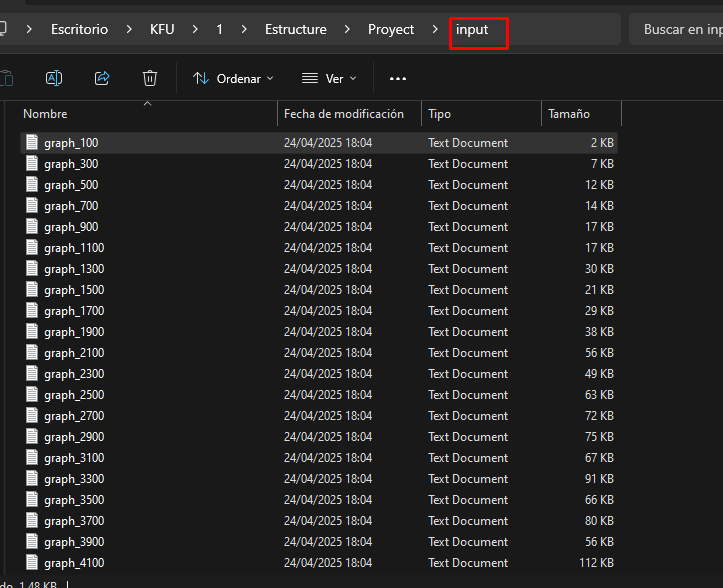 Escritorio > KFU > 1 > Estructure > Proyect > input Buscar en inp
A Ordenar Ver ...
Nombre Fecha de modificación Tipo Tamaño
graph_100 24/04/2025 18:04 Text Document 2 KB
graph_300 24/04/2025 18:04 Text Document 7 KB
graph_500 24/04/2025 18:04 Text Document 12 KB
graph_700 24/04/2025 18:04 Text Document 14 KB
graph_900 24/04/2025 18:04 Text Document 17 KB
graph_1100 24/04/2025 18:04 Text Document 17 KB
graph_1300 24/04/2025 18:04 Text Document 30 KB
graph_1500 24/04/2025 18:04 Text Document 21 KB
graph_1700 24/04/2025 18:04 Text Document 29 KB
graph_1900 24/04/2025 18:04 Text Document 38 KB
graph_2100 24/04/2025 18:04 Text Document 56 KB
graph_2300 24/04/2025 18:04 Text Document 49 KB
graph_2500 24/04/2025 18:04 Text Document 63 KB
graph_2700 24/04/2025 18:04 Text Document 72 KB
graph_2900 24/04/2025 18:04 Text Document 75 KB
graph_3100 24/04/2025 18:04 Text Document 67 KB
graph_3300 24/04/2025 18:04 Text Document 91 KB
graph_3500 24/04/2025 18:04 Text Document 66 KB
graph_3700 24/04/2025 18:04 Text Document 80 KB
graph_3900 24/04/2025 18:04 Text Document 56 KB
graph_4100 24/04/2025 18:04 Text Document 112 KB
do 1,48 KB